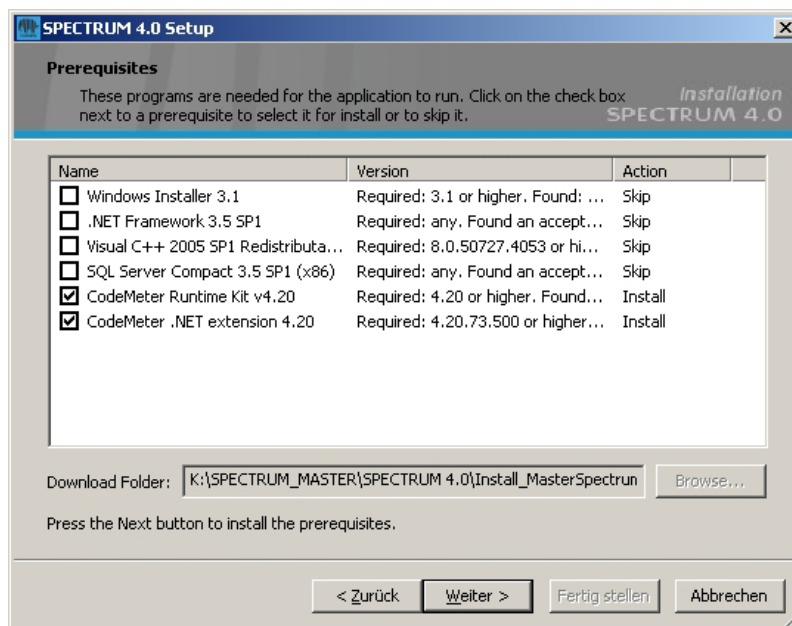 SPECTRUM 4.0 Setup
Prerequisites
These programs are needed for the application to run. Click on the check box
next to a prerequisite to select it for install or to skip it.
Installation
SPECTRUM 4.0
Name Version Action
Windows Installer 3.1 Required: 3.1 or higher. Found: ... Skip
.NET Framework 3.5 SP1 Required: any. Found an accept... Skip
Visual C++ 2005 SP1 Redistributa... Required: 8.0.50727.4053 or hi... Skip
SQL Server Compact 3.5 SP1 (x86) Required: any. Found an accept... Skip
CodeMeter Runtime Kit v4.20 Required: 4.20 or higher. Found... Install
CodeMeter .NET extension 4.20 Required: 4.20.73.500 or higher... Install
Download Folder: K:\SPECTRUM_MASTER\SPECTRUM 4.0\Install_MasterSpectrun Browse...
Press the Next button to install the prerequisites.
< Zurück Weiter > Fertig stellen Abbrechen